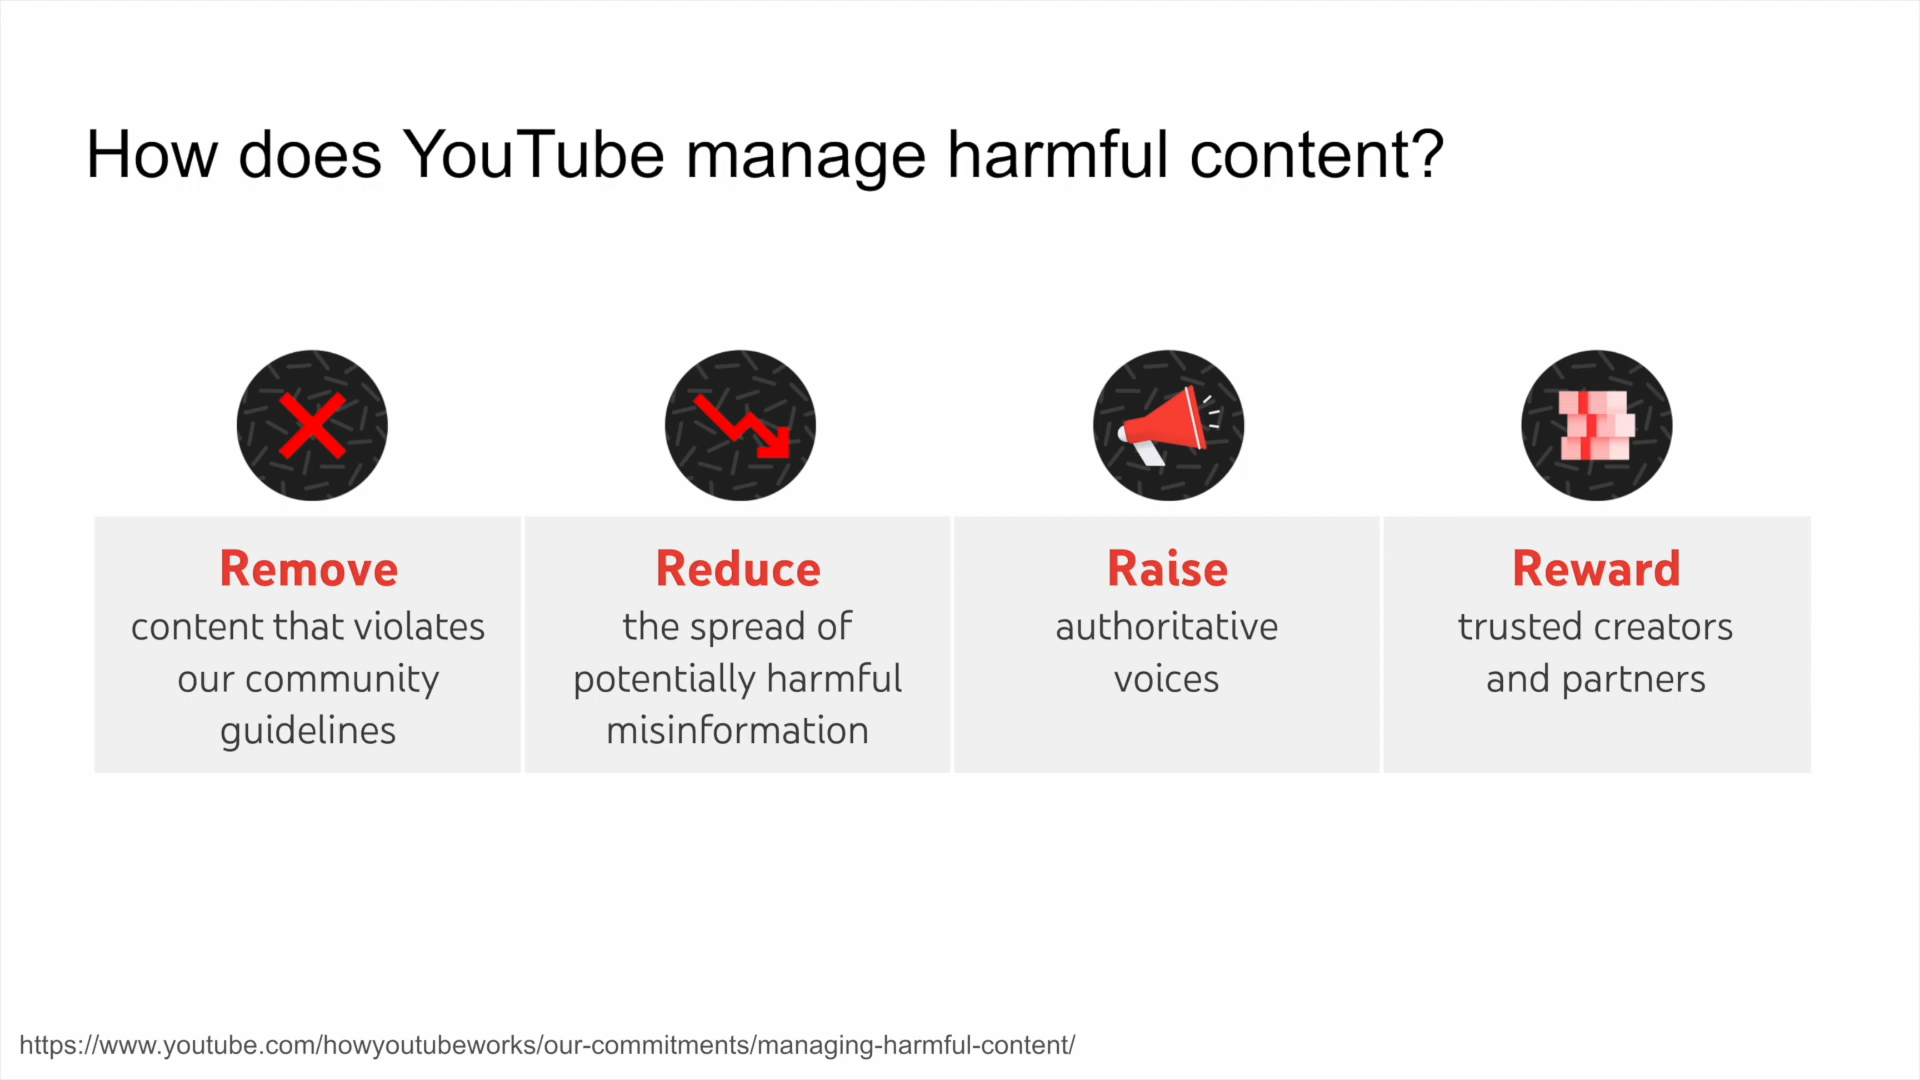 How does YouTube manage harmful content?
Remove
content that violates
our community
guidelines
Reduce
the spread of
potentially harmful
misinformation
Raise
authoritative
voices
Reward
trusted creators
and partners
https://www.youtube.com/howyoutubeworks/our-commitments/managing-harmful-content/